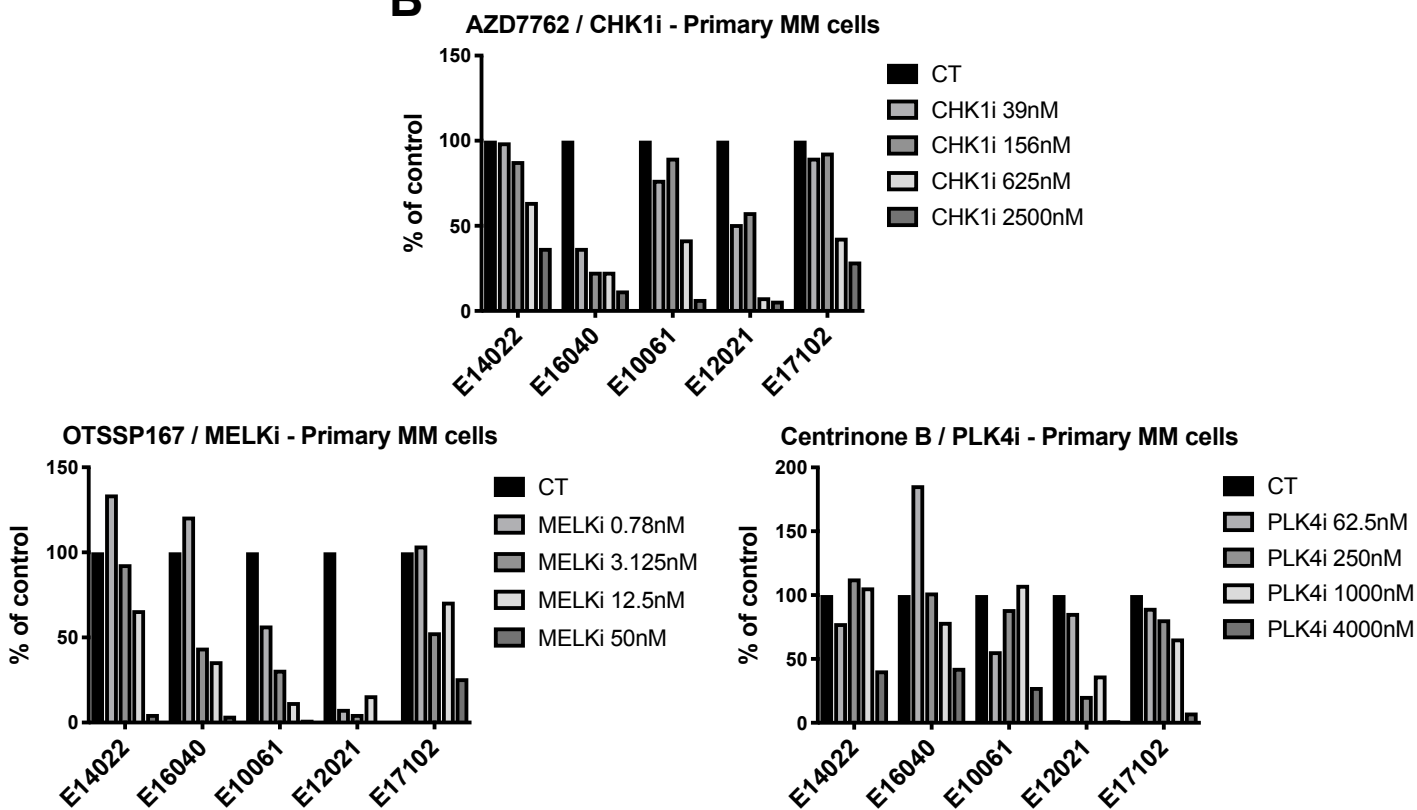 B
AZD7762 / CHK1i - Primary MM cells
150
100
50
0
% of control
E14022
E16040
E10061
E12021
E17102
CT
CHK1i 39nM
CHK1i 156nM
CHK1i 625nM
CHK1i 2500nM
OTSSP167 / MELKi - Primary MM cells
150
100
50
0
% of control
E14022
E16040
E10061
E12021
E17102
CT
MELKi 0.78nM
MELKi 3.125nM
MELKi 12.5nM
MELKi 50nM
Centrinone B / PLK4i - Primary MM cells
200
150
100
50
0
% of control
E14022
E16040
E10061
E12021
E17102
CT
PLK4i 62.5nM
PLK4i 250nM
PLK4i 1000nM
PLK4i 4000nM